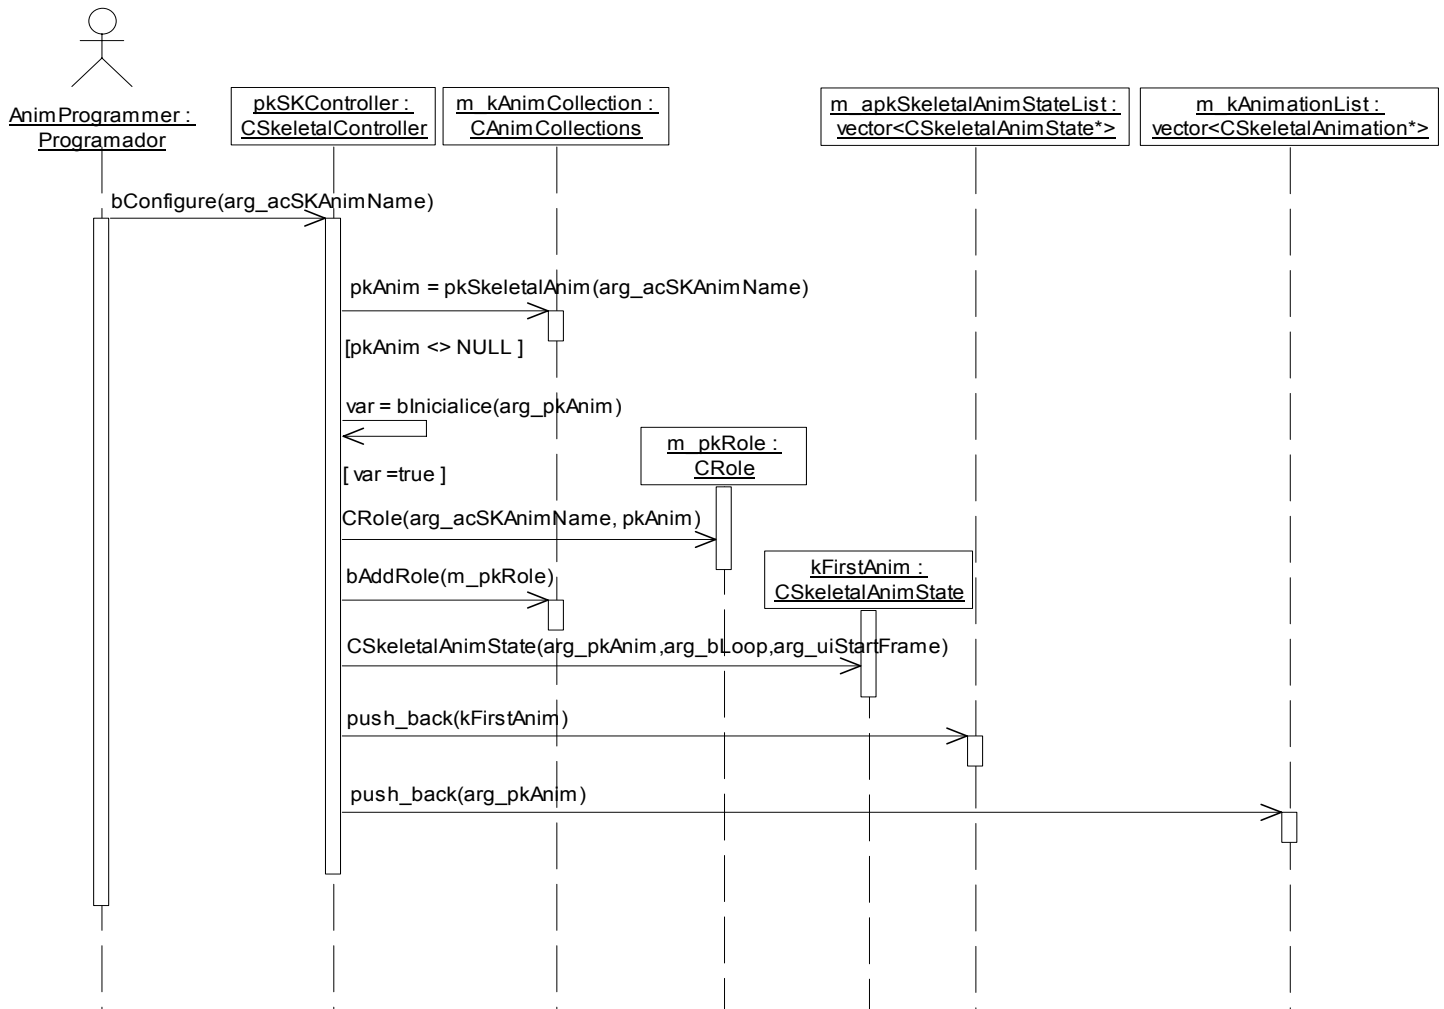 AnimProgrammer :
Programador
pkSKController :
CSkeletalController
m_kAnimCollection :
CAnimCollections
m_apkSkeletalAnimStateList :
vector<CSkeletalAnimState*>
m_kAnimationList :
vector<CSkeletalAnimation*>
bConfigure(arg_acSKAnimName)
pkAnim = pkSkeletalAnim(arg_acSKAnimName)
[pkAnim <> NULL ]
var = bInicialice(arg_pkAnim)
m_pkRole :
CRole
[ var =true ]
CRole(arg_acSKAnimName, pkAnim)
kFirstAnim :
CSkeletalAnimState
bAddRole(m_pkRole)
CSkeletalAnimState(arg_pkAnim,arg_bLoop,arg_uiStartFrame)
push_back(kFirstAnim)
push_back(arg_pkAnim)